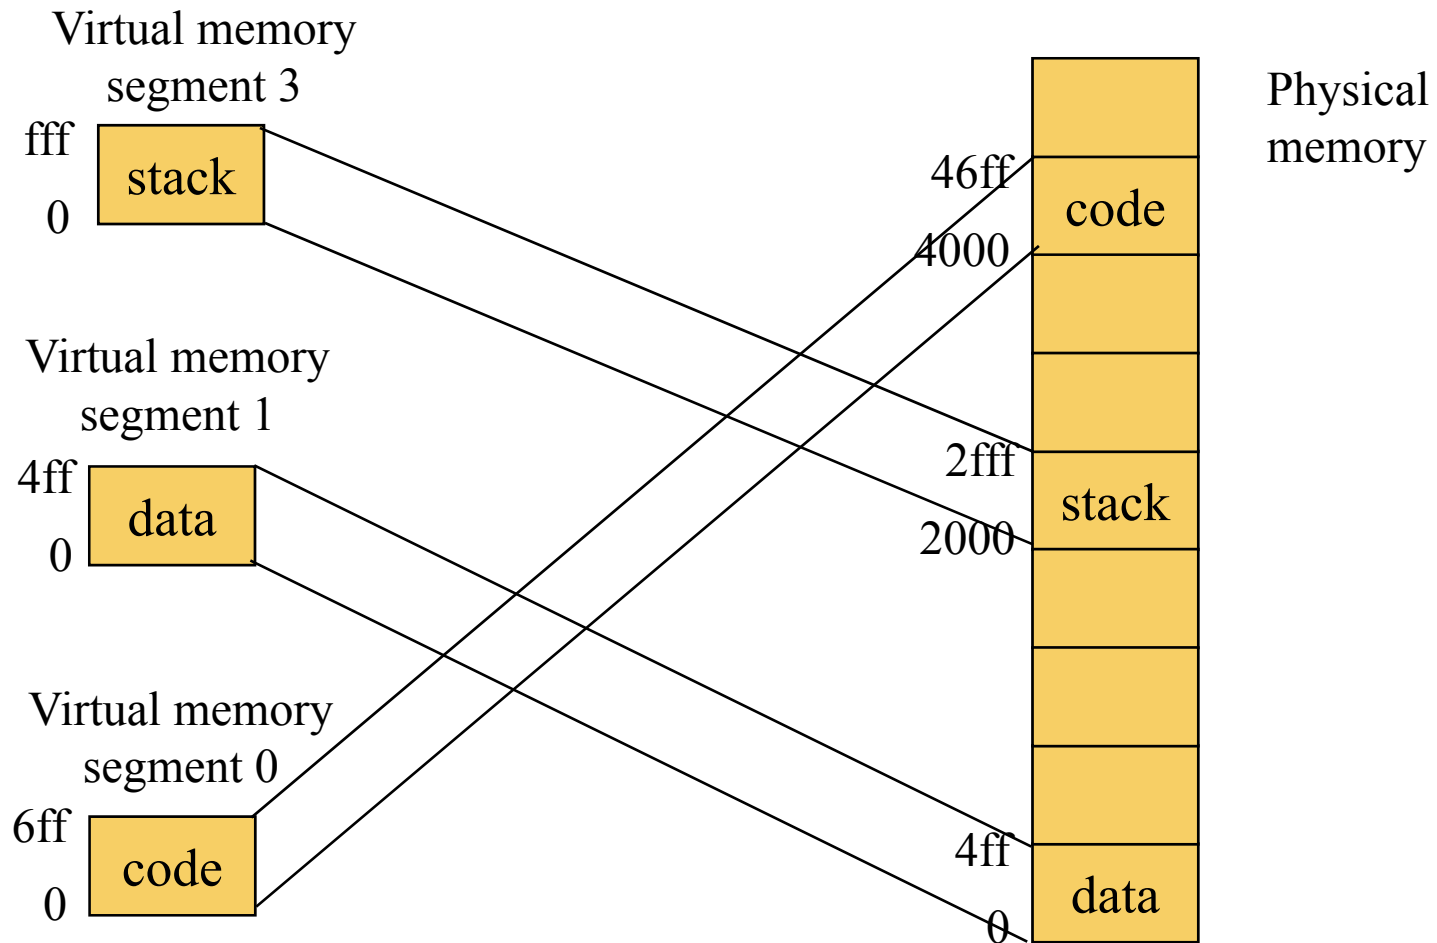 Virtual memory
segment 3
fff
stack
0
Virtual memory
segment 1
4ff
data
0
Virtual memory
segment 0
6ff
code
0
Physical
memory
46ff
code
4000
2fff
stack
2000
4ff
data
0